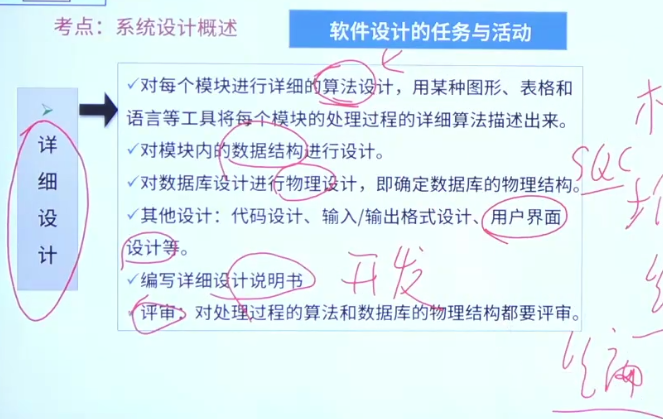 考点：系统设计概述
软件设计的任务与活动
详细设计
✓对每个模块进行详细的算法设计，用某种图形、表格和
语言等工具将每个模块的处理过程的详细算法描述出来。
✓对模块内的数据结构进行设计。
✓对数据库设计进行物理设计，即确定数据库的物理结构。
✓其他设计：代码设计、输入/输出格式设计、用户界面
设计等。
✓编写详细设计说明书
评审：对处理过程的算法和数据库的物理结构都要评审。
开发